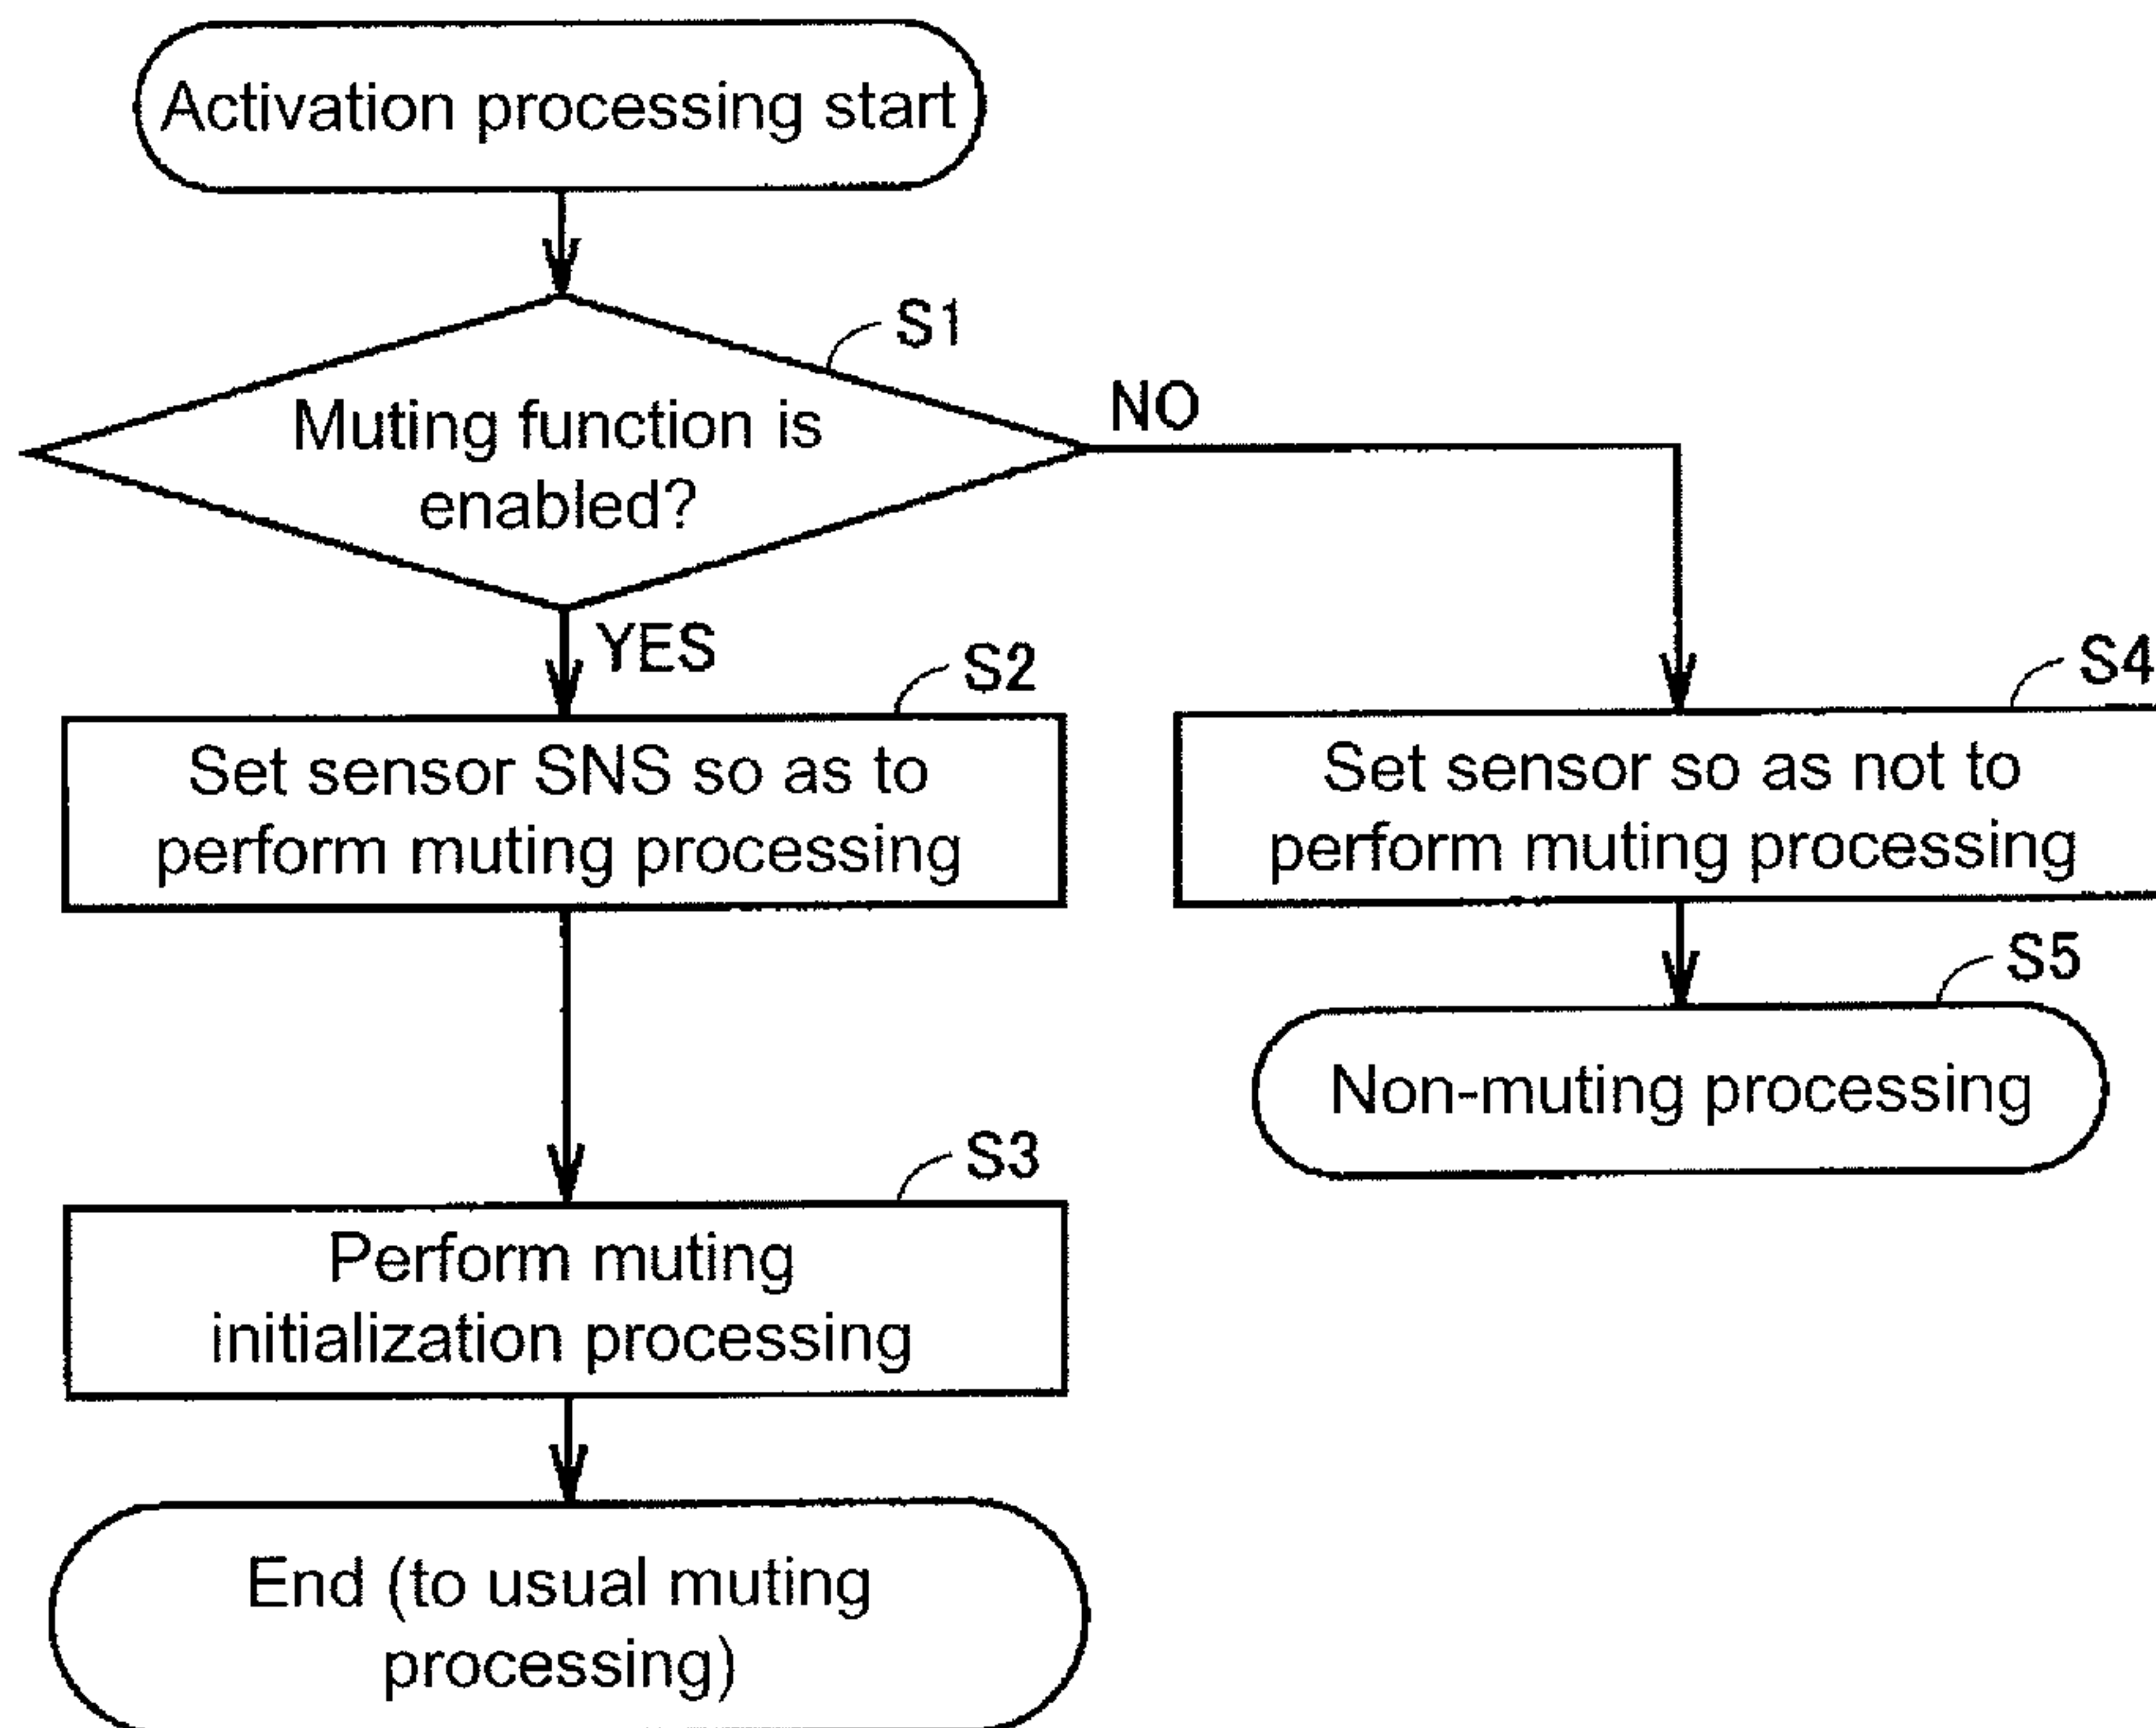 Activation processing start
S1
Muting function is
enabled?
NO
YES
S2
Set sensor SNS so as to
perform muting processing
S4
Set sensor so as not to
perform muting processing
S5
Non-muting processing
S3
Perform muting
initialization processing
End (to usual muting
processing)